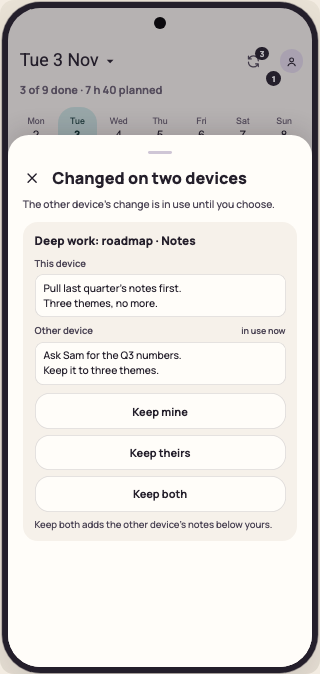 Tue 3 Nov
3
3 of 9 done · 7 h 40 planned
1
Mon Tue Wed Thu Fri Sat Sun
2 3 4 5 6 7 8
Changed on two devices
The other device's change is in use until you choose.
Deep work: roadmap · Notes
This device
Pull last quarter's notes first.
Three themes, no more.
Other device in use now
Ask Sam for the Q3 numbers.
Keep it to three themes.
Keep mine
Keep theirs
Keep both
Keep both adds the other device's notes below yours.